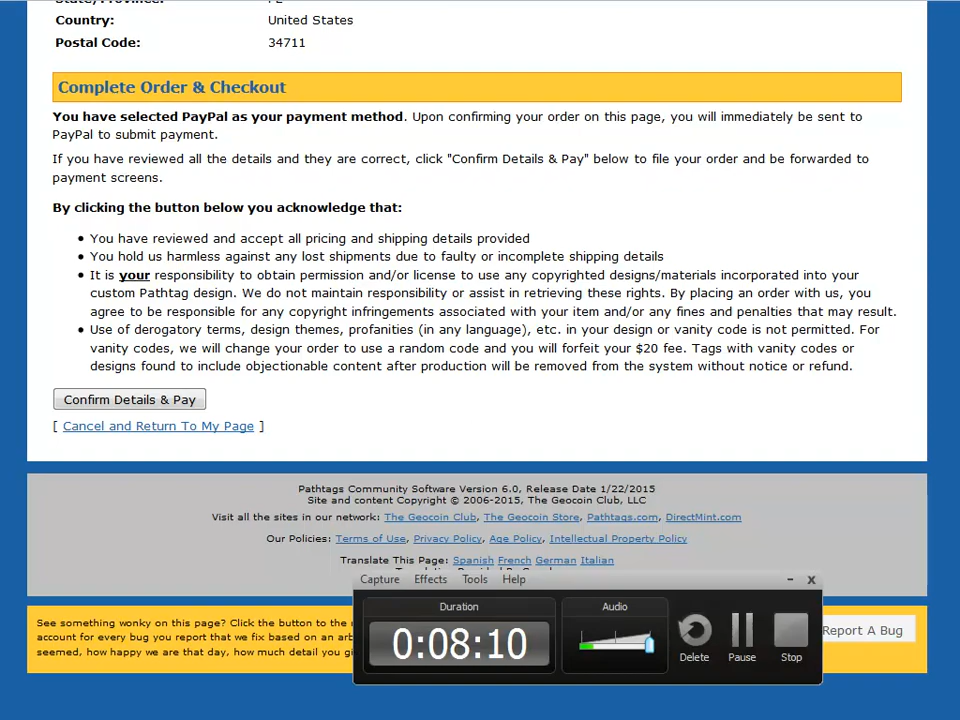 Country: United States
Postal Code: 34711
Complete Order & Checkout
You have selected PayPal as your payment method. Upon confirming your order on this page, you will immediately be sent to
PayPal to submit payment.
If you have reviewed all the details and they are correct, click "Confirm Details & Pay" below to file your order and be forwarded to
payment screens.
By clicking the button below you acknowledge that:
● You have reviewed and accept all pricing and shipping details provided
● You hold us harmless against any lost shipments due to faulty or incomplete shipping details
● It is your responsibility to obtain permission and/or license to use any copyrighted designs/materials incorporated into your
custom Pathtag design. We do not maintain responsibility or assist in retrieving these rights. By placing an order with us, you
agree to be responsible for any copyright infringements associated with your item and/or any fines and penalties that may result.
● Use of derogatory terms, design themes, profanities (in any language), etc. in your design or vanity code is not permitted. For
vanity codes, we will change your order to use a random code and you will forfeit your $20 fee. Tags with vanity codes or
designs found to include objectionable content after production will be removed from the system without notice or refund.
Confirm Details & Pay
[ Cancel and Return To My Page ]
Pathtags Community Software Version 6.0, Release Date 1/22/2015
Site and content Copyright © 2006-2015, The Geocoin Club, LLC
Visit all the sites in our network: The Geocoin Club, The Geocoin Store, Pathtags.com, DirectMint.com
Our Policies: Terms of Use, Privacy Policy, Age Policy, Intellectual Property Policy
Translate This Page: Spanish French German Italian
Capture Effects Tools Help
Duration
0:08:10
Audio
Delete Pause Stop
See something wonky on this page? Click the button to the
account for every bug you report that we fix based on an
seemed, how happy we are that day, how much detail you
Report A Bug